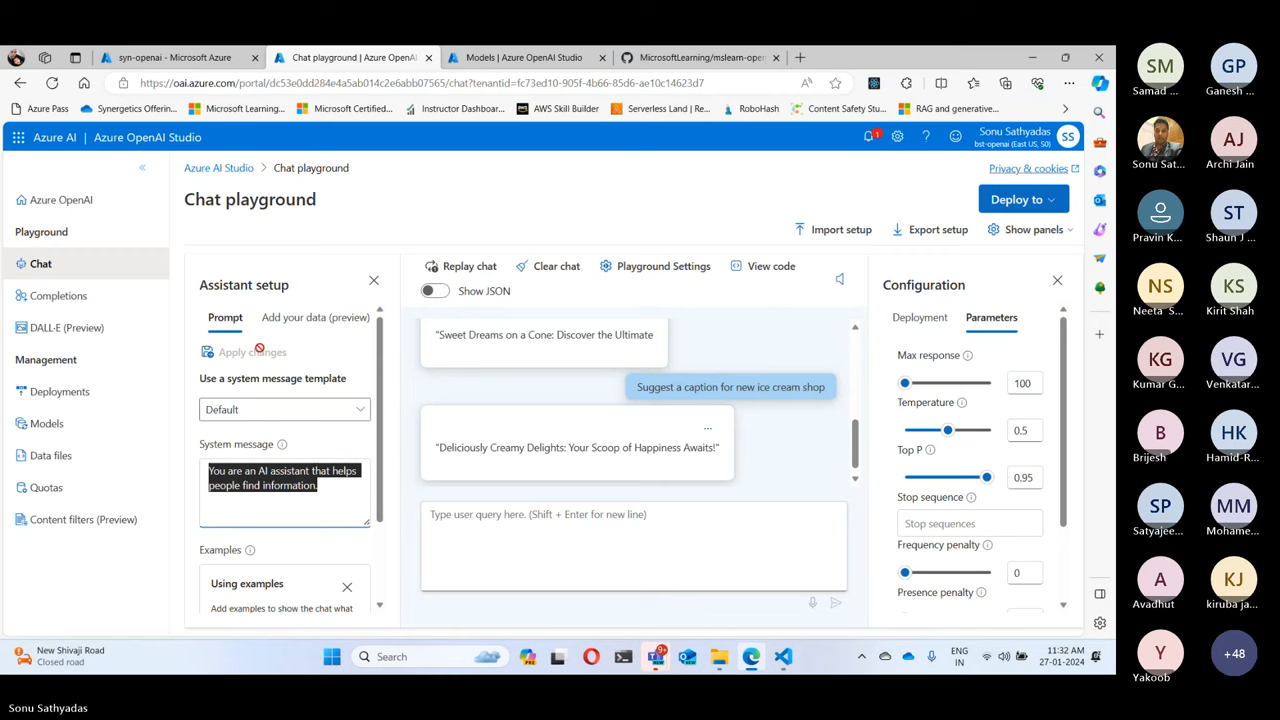 syn-openai - Microsoft Azure
Chat playground | Azure OpenAI
Models | Azure OpenAI Studio
MicrosoftLearning/mslearn-open
https://oai.azure.com/portal/dc53e0dd284e4a5ab014c2e6abb07565/chat?tenantid=fc73ed10-905f-4b66-85d6-ae10c14623d7
Azure Pass
Synergetics Offering...
Microsoft Learning...
Microsoft Certified...
Instructor Dashboar...
AWS Skill Builder
Serverless Land | Re...
RoboHash
Content Safety Stu...
RAG and generative...
Azure AI | Azure OpenAI Studio
1
Sonu Sathyadas
bst-openai (East US, S0)
SS
Azure AI Studio > Chat playground
Privacy & cookies
Chat playground
Deploy to
Import setup
Export setup
Show panels
Azure OpenAI
Playground
Chat
Completions
DALL·E (Preview)
Management
Deployments
Models
Data files
Quotas
Content filters (Preview)
Assistant setup
Prompt
Add your data (preview)
Apply changes
Use a system message template
Default
System message
You are an AI assistant that helps
people find information.
Examples
Using examples
Add examples to show the chat what
Replay chat
Clear chat
Playground Settings
View code
Show JSON
"Sweet Dreams on a Cone: Discover the Ultimate
Suggest a caption for new ice cream shop
...
"Deliciously Creamy Delights: Your Scoop of Happiness Awaits!"
Type user query here. (Shift + Enter for new line)
Configuration
Deployment
Parameters
Max response
100
Temperature
0.5
Top P
0.95
Stop sequence
Stop sequences
Frequency penalty
0
Presence penalty
New Shivaji Road
Closed road
Search
PRE
NEW
9+
NEW
ENG
IN
11:32 AM
27-01-2024
SM
Samad ...
GP
Ganesh ...
Sonu Sat...
AJ
Archi Jain
Pravin K...
ST
Shaun J ...
NS
Neeta S...
KS
Kirit Shah
KG
Kumar G...
VG
Venkatar...
B
Brijesh
HK
Hamid-R...
SP
Satyajee...
MM
Mohame...
A
Avadhut
KJ
kiruba ja...
Y
Yakoob
+48
Sonu Sathyadas